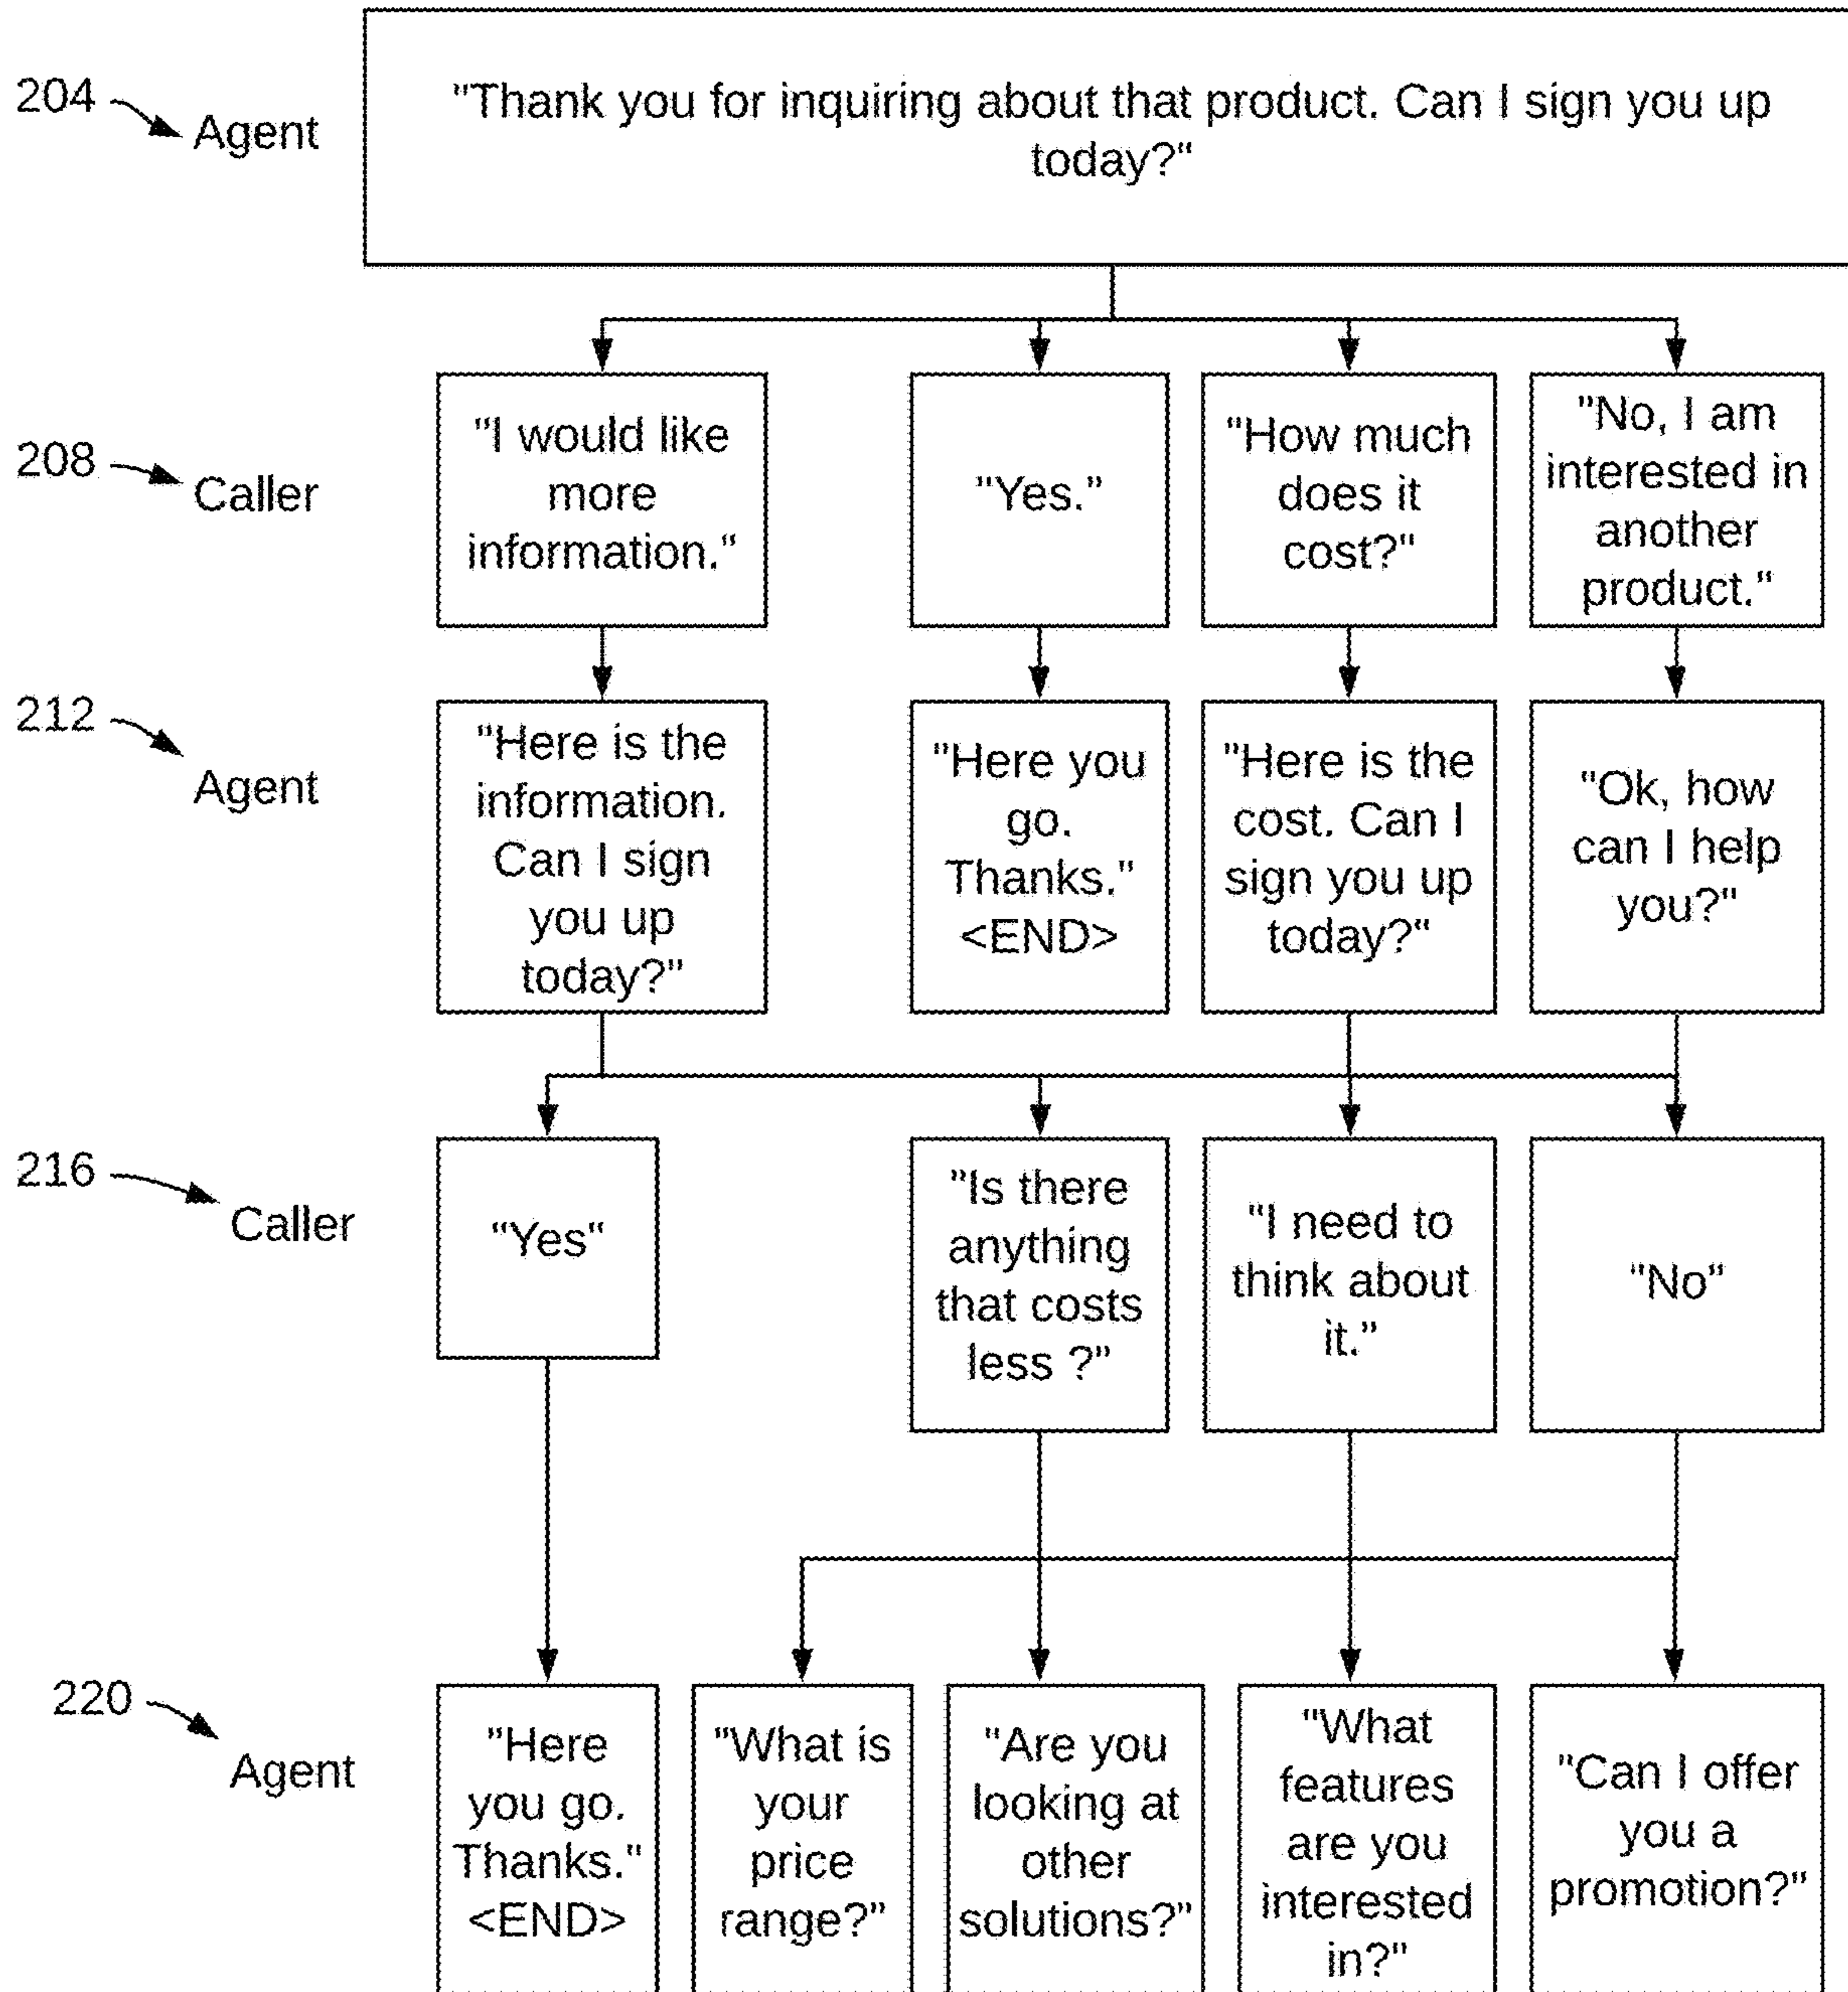 204
Agent
"Thank you for inquiring about that product. Can I sign you up
today?"
208
Caller
"I would like
more
information."
"Yes."
"How much
does it
cost?"
"No, I am
interested in
another
product."
212
Agent
"Here is the
information.
Can I sign
you up
today?"
"Here you
go.
Thanks."
<END>
"Here is the
cost. Can I
sign you up
today?"
"Ok, how
can I help
you?"
216
Caller
"Yes"
"Is there
anything
that costs
less ?"
"I need to
think about
it."
"No"
220
Agent
"Here
you go.
Thanks."
<END>
"What is
your
price
range?"
"Are you
looking at
other
solutions?"
"What
features
are you
interested
in?"
"Can I offer
you a
promotion?"